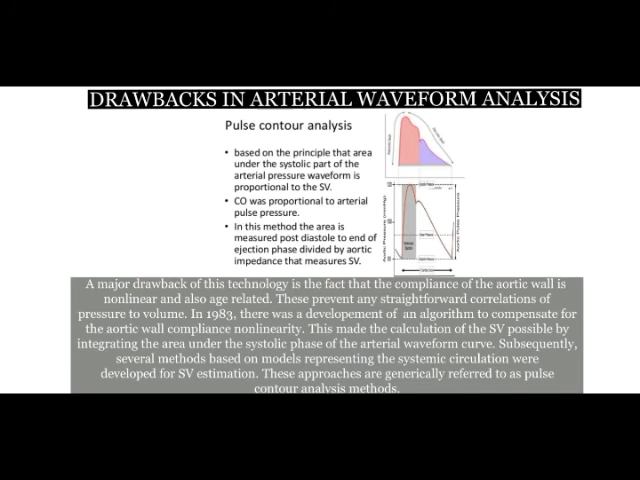 DRAWBACKS IN ARTERIAL WAVEFORM ANALYSIS
Pulse contour analysis
• based on the principle that area
under the systolic part of the
arterial pressure waveform is
proportional to the SV.
• CO was proportional to arterial
pulse pressure.
• In this method the area is
measured post diastole to end of
ejection phase divided by aortic
impedance that measures SV.
Aortic Pressure (mmHg)
Aortic Pulse Pressure
A major drawback of this technology is the fact that the compliance of the aortic wall is
nonlinear and also age related. These prevent any straightforward correlations of
pressure to volume. In 1983, there was a developement of an algorithm to compensate for
the aortic wall compliance nonlinearity. This made the calculation of the SV possible by
integrating the area under the systolic phase of the arterial waveform curve. Subsequently,
several methods based on models representing the systemic circulation were
developed for SV estimation. These approaches are generically referred to as pulse
contour analysis methods.